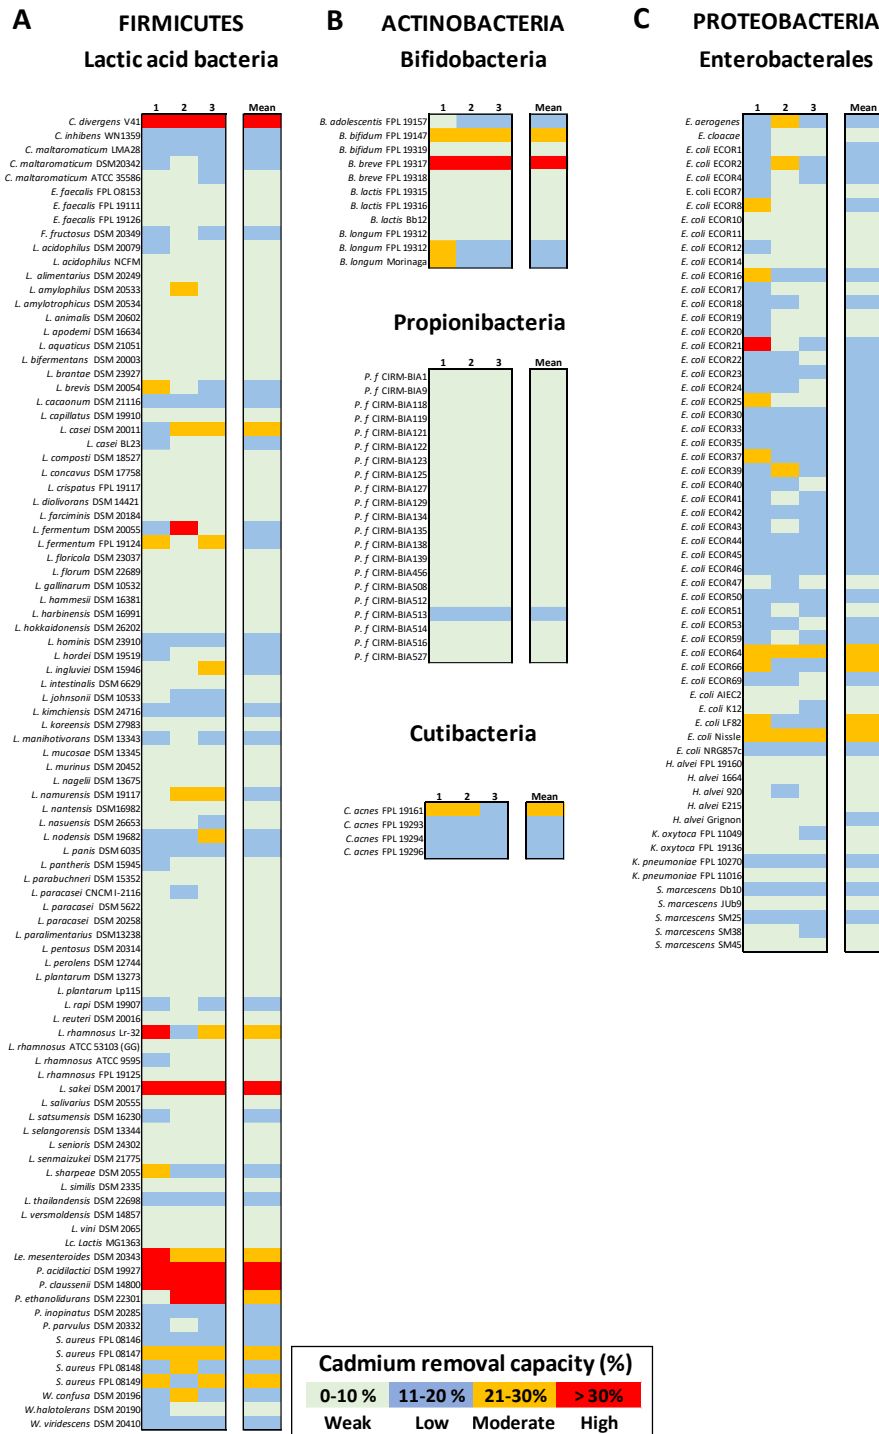 A
FIRMICUTES
Lactic acid bacteria
1 2 3 Mean
C. divergens V41
C. inhibens WN1359
C. maltaromaticum LMA28
C. maltaromaticum DSM20342
C. maltaromaticum ATCC 35586
E. faecalis FPL O8153
E. faecalis FPL 19111
E. faecalis FPL 19126
F. fructosus DSM 20349
L. acidophilus DSM 20079
L. acidophilus NCFM
L. alimentarius DSM 20249
L. amylophilus DSM 20533
L. amylotrophicus DSM 20534
L. animalis DSM 20602
L. apodemi DSM 16634
L. aquaticus DSM 21051
L. bifermentans DSM 20003
L. brantae DSM 23927
L. brevis DSM 20054
L. cacaonum DSM 21116
L. capillatus DSM 19910
L. casei DSM 20011
L. casei BL23
L. composti DSM 18527
L. concavus DSM 17758
L. crispatus FPL 19117
L. diolivorans DSM 14421
L. farciminis DSM 20184
L. fermentum DSM 20055
L. fermentum FPL 19124
L. floricola DSM 23037
L. florum DSM 22689
L. gallinarum DSM 10532
L. hammesii DSM 16381
L. harbinensis DSM 16991
L. hokkaidonensis DSM 26202
L. hominis DSM 23910
L. hordei DSM 19519
L. ingluviei DSM 15946
L. intestinalis DSM 6629
L. johnsonii DSM 10533
L. kimchiensis DSM 24716
L. koreensis DSM 27983
L. manihotivorans DSM 13343
L. mucosae DSM 13345
L. murinus DSM 20452
L. nagelii DSM 13675
L. namurensis DSM 19117
L. nantensis DSM16982
L. nasuensis DSM 26653
L. nodensis DSM 19682
L. panis DSM 6035
L. pantheris DSM 15945
L. parabuchneri DSM 15352
L. paracasei CNCM I-2116
L. paracasei DSM 5622
L. paracasei DSM 20258
L. paralimentarius DSM13238
L. pentosus DSM 20314
L. perolens DSM 12744
L. plantarum DSM 13273
L. plantarum Lp115
L. rapi DSM 19907
L. reuteri DSM 20016
L. rhamnosus Lr-32
L. rhamnosus ATCC 53103 (GG)
L. rhamnosus ATCC 9595
L. rhamnosus FPL 19125
L. sakei DSM 20017
L. salivarius DSM 20555
L. satsumensis DSM 16230
L. selangorensis DSM 13344
L. senioris DSM 24302
L. senmaizukei DSM 21775
L. sharpeae DSM 2055
L. similis DSM 2335
L. thailandensis DSM 22698
L. versmoldensis DSM 14857
L. vini DSM 2065
Lc. Lactis MG1363
Le. mesenteroides DSM 20343
P. acidilactici DSM 19927
P. claussenii DSM 14800
P. ethanolidurans DSM 22301
P. inopinatus DSM 20285
P. parvulus DSM 20332
S. aureus FPL 08146
S. aureus FPL 08147
S. aureus FPL 08148
S. aureus FPL 08149
W. confusa DSM 20196
W.halotolerans DSM 20190
W. viridescens DSM 20410
B
ACTINOBACTERIA
Bifidobacteria
1 2 3 Mean
B. adolescentis FPL 19157
B. bifidum FPL 19147
B. bifidum FPL 19319
B. breve FPL 19317
B. breve FPL 19318
B. lactis FPL 19315
B. lactis FPL 19316
B. lactis Bb12
B. longum FPL 19312
B. longum FPL 19312
B. longum Morinaga
Propionibacteria
1 2 3 Mean
P. f CIRM-BIA1
P. f CIRM-BIA9
P. f CIRM-BIA118
P. f CIRM-BIA119
P. f CIRM-BIA121
P. f CIRM-BIA122
P. f CIRM-BIA123
P. f CIRM-BIA125
P. f CIRM-BIA127
P. f CIRM-BIA129
P. f CIRM-BIA134
P. f CIRM-BIA135
P. f CIRM-BIA138
P. f CIRM-BIA139
P. f CIRM-BIA456
P. f CIRM-BIA508
P. f CIRM-BIA512
P. f CIRM-BIA513
P. f CIRM-BIA514
P. f CIRM-BIA516
P. f CIRM-BIA527
Cutibacteria
1 2 3 Mean
C. acnes FPL 19161
C. acnes FPL 19293
C.acnes FPL 19294
C. acnes FPL 19296
C
PROTEOBACTERIA
Enterobacterales
1 2 3 Mean
E. aerogenes
E. cloacae
E. coli ECOR1
E. coli ECOR2
E. coli ECOR4
E. coli ECOR7
E. coli ECOR8
E. coli ECOR10
E. coli ECOR11
E. coli ECOR12
E. coli ECOR14
E. coli ECOR16
E. coli ECOR17
E. coli ECOR18
E. coli ECOR19
E. coli ECOR20
E. coli ECOR21
E. coli ECOR22
E. coli ECOR23
E. coli ECOR24
E. coli ECOR25
E. coli ECOR30
E. coli ECOR33
E. coli ECOR35
E. coli ECOR37
E. coli ECOR39
E. coli ECOR40
E. coli ECOR41
E. coli ECOR42
E. coli ECOR43
E. coli ECOR44
E. coli ECOR45
E. coli ECOR46
E. coli ECOR47
E. coli ECOR50
E. coli ECOR51
E. coli ECOR53
E. coli ECOR59
E. coli ECOR64
E. coli ECOR66
E. coli ECOR69
E. coli AIEC2
E. coli K12
E. coli LF82
E. coli Nissle
E. coli NRG857c
H. alvei FPL 19160
H. alvei 1664
H. alvei 920
H. alvei E215
H. alvei Grignon
K. oxytoca FPL 11049
K. oxytoca FPL 19136
K. pneumoniae FPL 10270
K. pneumoniae FPL 11016
S. marcescens Db10
S. marcescens JUb9
S. marcescens SM25
S. marcescens SM38
S. marcescens SM45
Cadmium removal capacity (%)
0-10 % 11-20 % 21-30% > 30%
Weak Low Moderate High